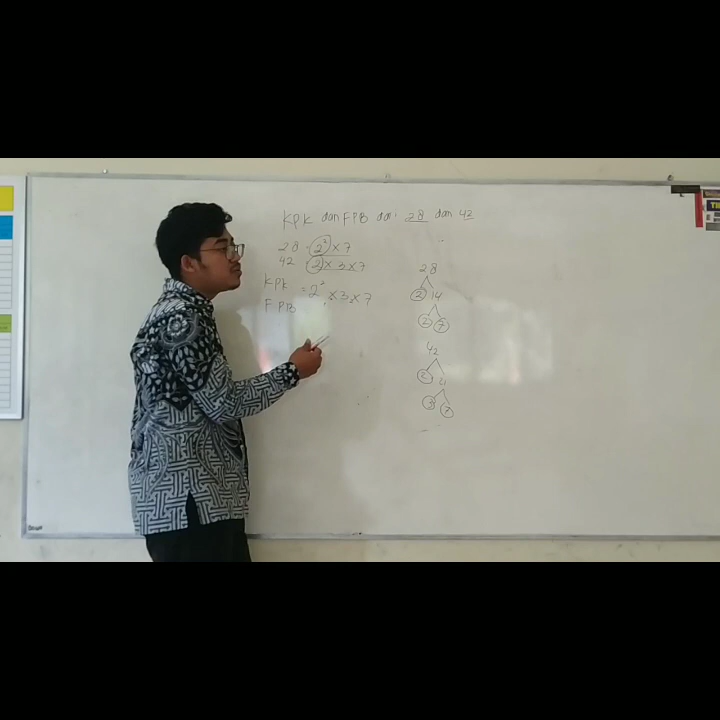 KPK dan FPB dari 28 dan 42
28 = 2² × 7
42 = 2 × 3 × 7
KPK = 2² × 3 × 7
FPB
28
2 14
2 7
42
2 21
3 7